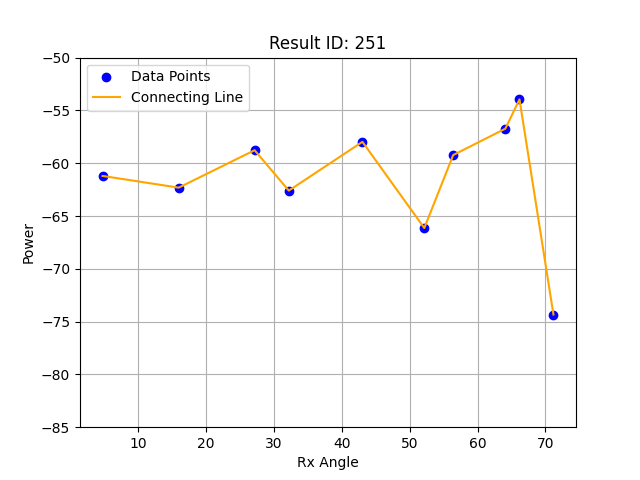 Result ID: 251
Data Points
Connecting Line
Power
−50
−55
−60
−65
−70
−75
−80
−85
10 20 30 40 50 60 70
Rx Angle